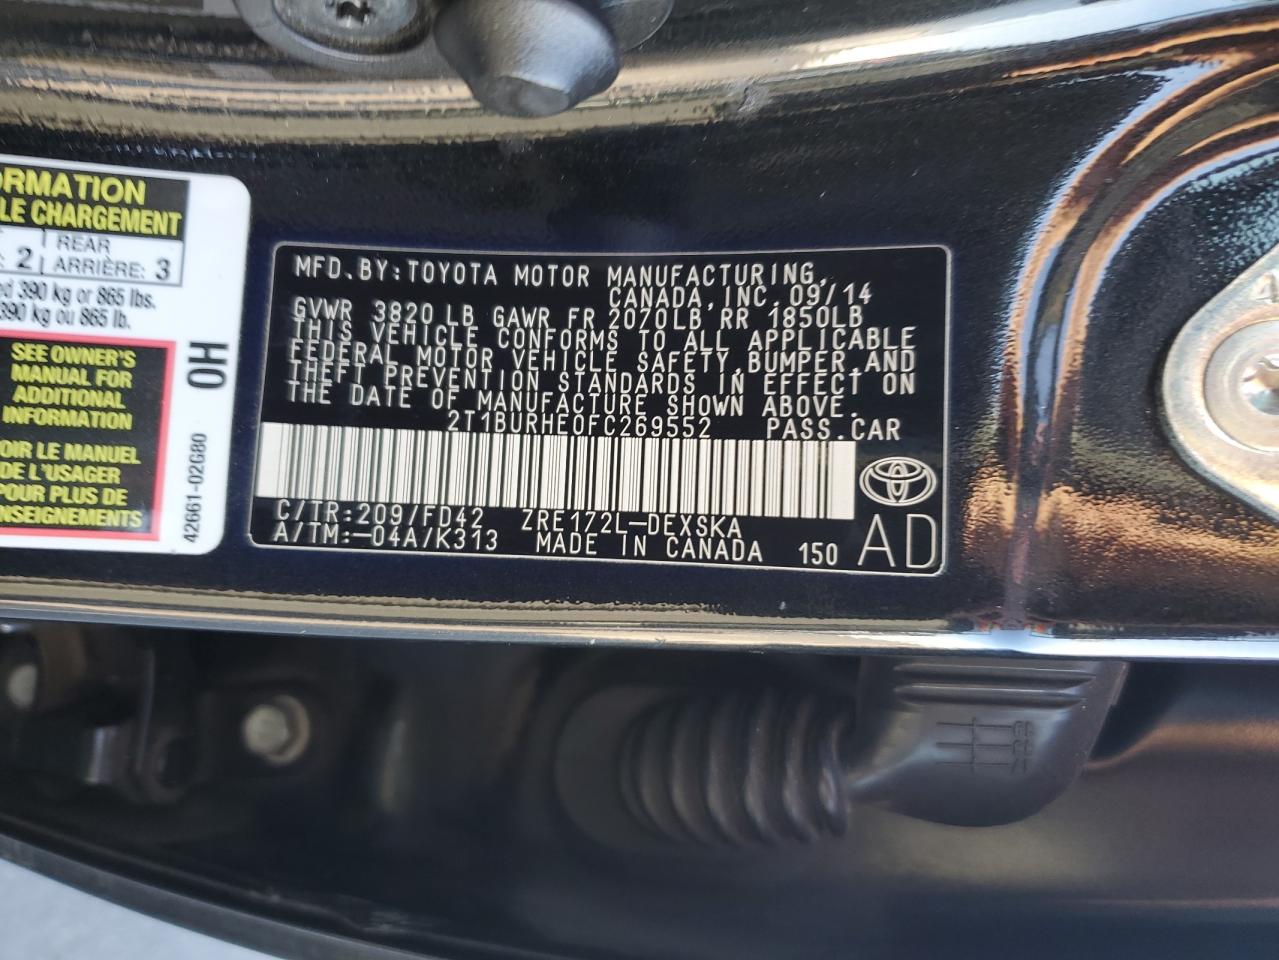 ORMATION
LE CHARGEMENT
2 REAR
ARRIÈRE: 3
390 kg or 865 lbs.
390 kg ou 865 lb.
SEE OWNER'S
MANUAL FOR
ADDITIONAL
INFORMATION
OIR LE MANUEL
DE L'USAGER
POUR PLUS DE
ENSEIGNEMENTS
0H
42661-02G80
MFD.BY:TOYOTA MOTOR MANUFACTURING,
CANADA,INC.09/14
GVWR 3820 LB GAWR FR 2070LB RR 1850LB
THIS VEHICLE CONFORMS TO ALL APPLICABLE
FEDERAL MOTOR VEHICLE SAFETY,BUMPER,AND
THEFT PREVENTION STANDARDS IN EFFECT ON
THE DATE OF MANUFACTURE SHOWN ABOVE.
2T1BURHE0FC269552 PASS.CAR
C/TR:209/FD42 ZRE172L-DEXSKA
A/TM:-04A/K313 MADE IN CANADA 150 AD